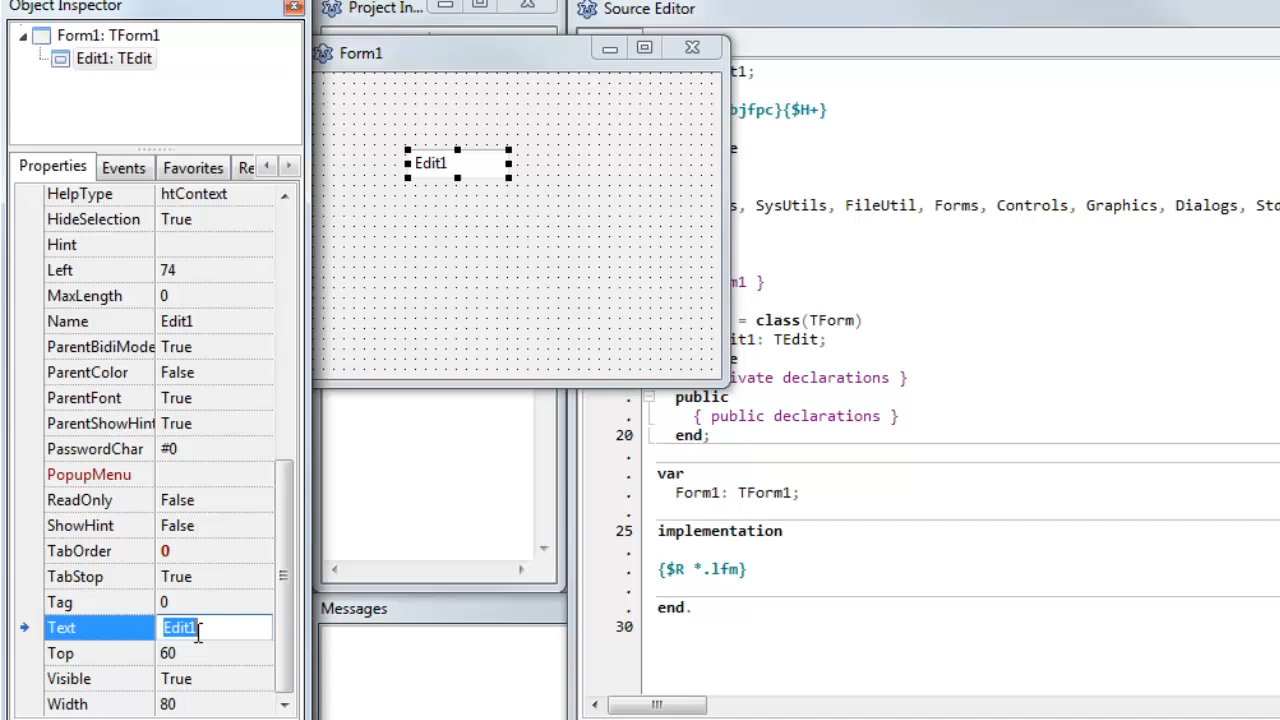 Object Inspector
Form1: TForm1
Edit1: TEdit
Properties Events Favorites Re
HelpType htContext
HideSelection True
Hint
Left 74
MaxLength 0
Name Edit1
ParentBidiMode True
ParentColor False
ParentFont True
ParentShowHint True
PasswordChar #0
PopupMenu
ReadOnly False
ShowHint False
TabOrder 0
TabStop True
Tag 0
Text Edit1
Top 60
Visible True
Width 80
Project In...
Form1
Edit1
Messages
Source Editor
t1;
bjfpc}{$H+}
e
s, SysUtils, FileUtil, Forms, Controls, Graphics, Dialogs, Std
m1 }
= class(TForm)
it1: TEdit;
e
ivate declarations }
public
{ public declarations }
20 end;
var
Form1: TForm1;
25 implementation
{$R *.lfm}
end.
30